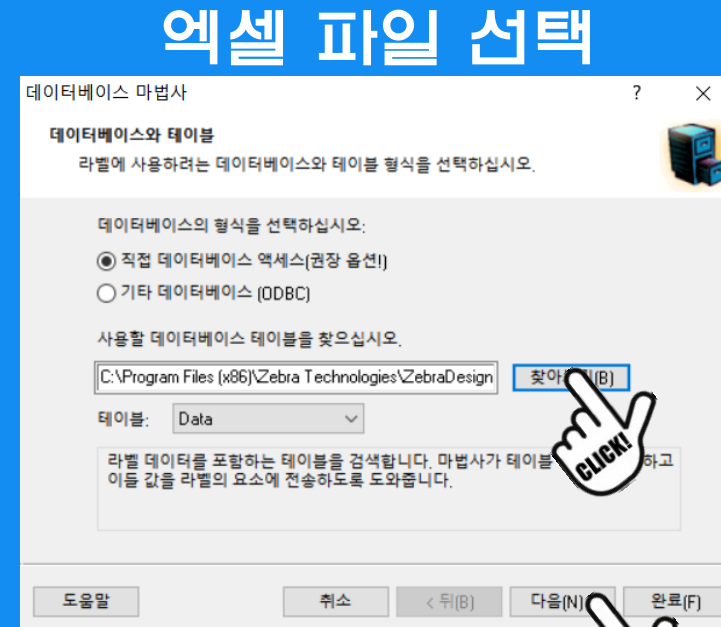 엑셀 파일 선택
데이터베이스 마법사 ?
데이터베이스와 테이블
라벨에 사용하려는 데이터베이스와 테이블 형식을 선택하십시오.
데이터베이스의 형식을 선택하십시오:
직접 데이터베이스 액세스(권장 옵션!)
기타 데이터베이스 (ODBC)
사용할 데이터베이스 테이블을 찾으십시오.
C:\Program Files (x86)\Zebra Technologies\ZebraDesign
테이블: Data
라벨 데이터를 포함하는 테이블을 검색합니다. 마법사가 테이블 하고
이들 값을 라벨의 요소에 전송하도록 도와줍니다.
CLICK!
도움말 취소 < 뒤(B) 다음(N) 완료(F)